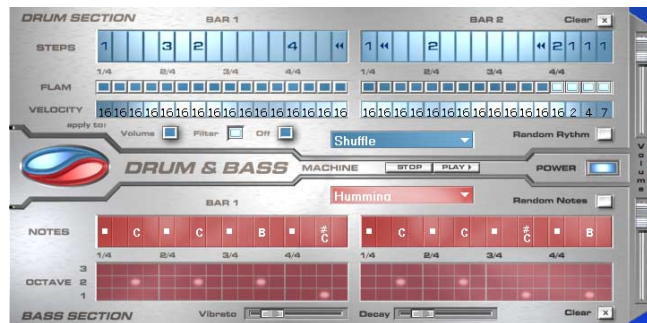 DRUM SECTION BAR 1 BAR 2 Clear x
STEPS 1 3 2 4 « 1 « 2 « 2 1 1 1
1/4 2/4 3/4 4/4 1/4 2/4 3/4 4/4
FLAM
VELOCITY 16 16 16 16 16 16 16 16 16 16 16 16 16 16 16 16 16 16 16 16 16 16 16 16 16 16 16 16 16 2 4 7
apply to: Volume Filter Off Shuffle Random Rythm
DRUM & BASS MACHINE STOP PLAY POWER
Volume
BAR 1 Humming Random Notes
NOTES C C B #C C C #C B
1/4 2/4 3/4 4/4 1/4 2/4 3/4 4/4
3
OCTAVE 2
1
BASS SECTION Vibrato Decay Clear x